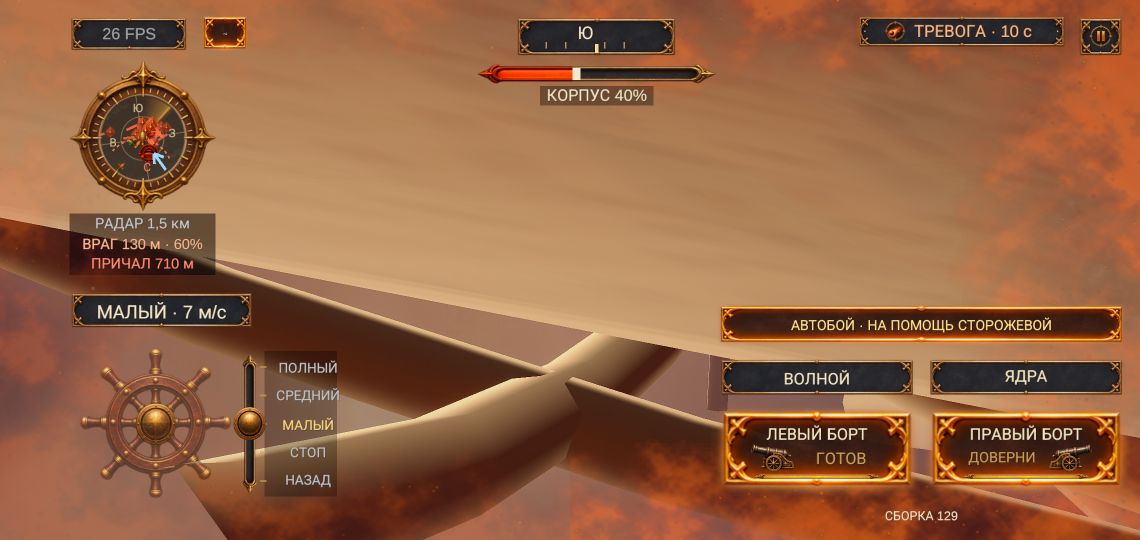 26 FPS
Ю
ТРЕВОГА · 10 с
КОРПУС 40%
Ю
В
З
С
РАДАР 1,5 км
ВРАГ 130 м · 60%
ПРИЧАЛ 710 м
МАЛЫЙ · 7 м/с
ПОЛНЫЙ
СРЕДНИЙ
МАЛЫЙ
СТОП
НАЗАД
АВТОБОЙ · НА ПОМОЩЬ СТОРОЖЕВОЙ
ВОЛНОЙ
ЯДРА
ЛЕВЫЙ БОРТ
ГОТОВ
ПРАВЫЙ БОРТ
ДОВЕРНИ
СБОРКА 129